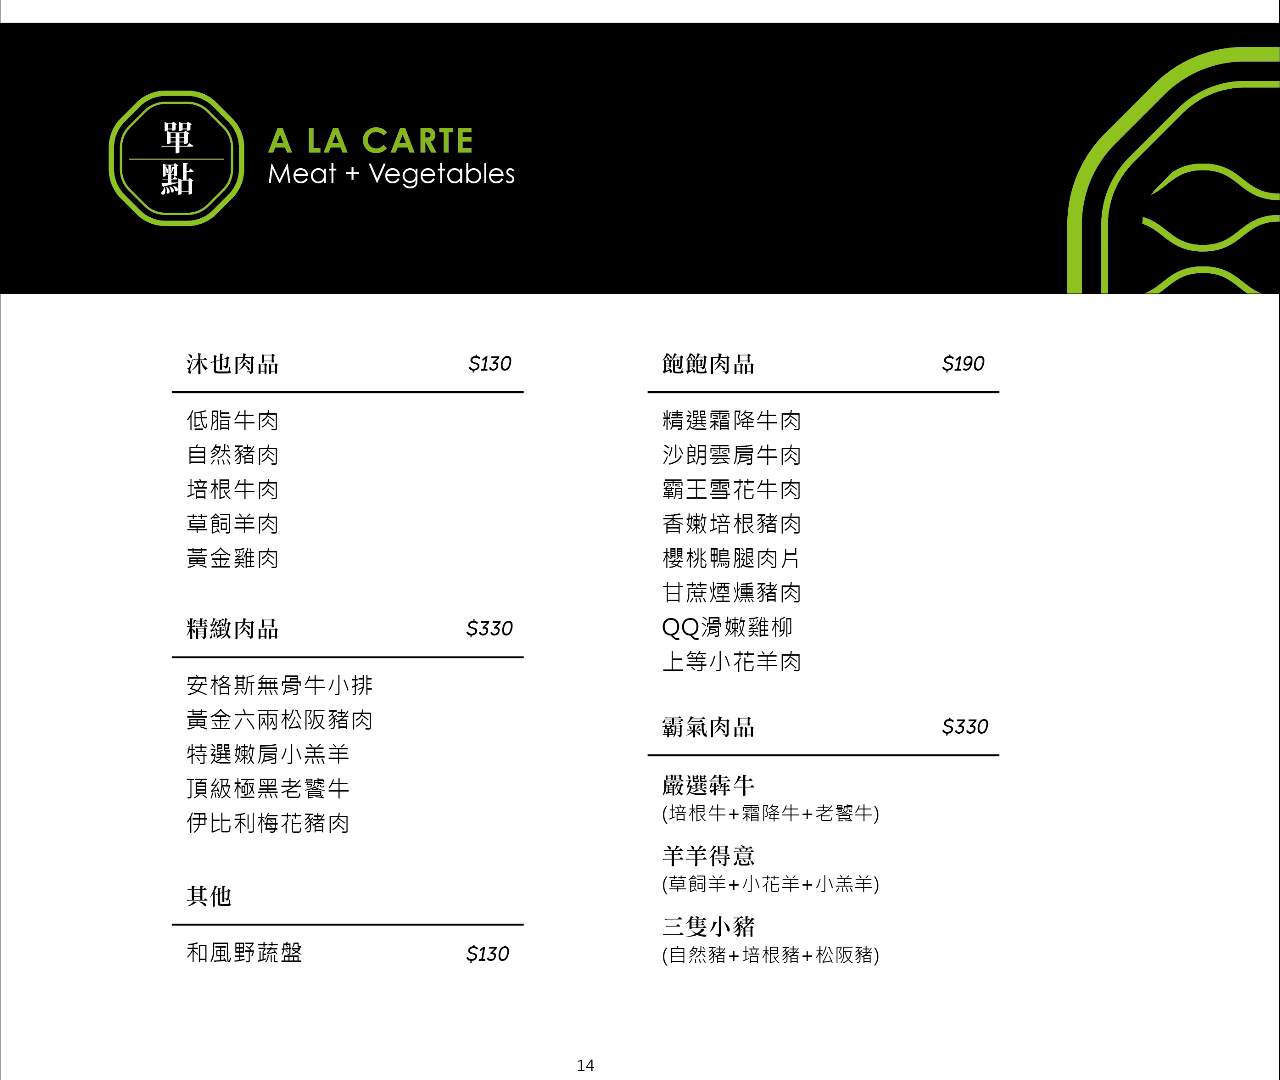 單
點
A LA CARTE
Meat + Vegetables
沐也肉品 $130
低脂牛肉
自然豬肉
培根牛肉
草飼羊肉
黃金雞肉
精緻肉品 $330
安格斯無骨牛小排
黃金六兩松阪豬肉
特選嫩肩小羔羊
頂級極黑老饕牛
伊比利梅花豬肉
其他
和風野蔬盤 $130
飽飽肉品 $190
精選霜降牛肉
沙朗雲肩牛肉
霸王雪花牛肉
香嫩培根豬肉
櫻桃鴨腿肉片
甘蔗煙燻豬肉
QQ滑嫩雞柳
上等小花羊肉
霸氣肉品 $330
嚴選犇牛
(培根牛+霜降牛+老饕牛)
羊羊得意
(草飼羊+小花羊+小羔羊)
三隻小豬
(自然豬+培根豬+松阪豬)
14